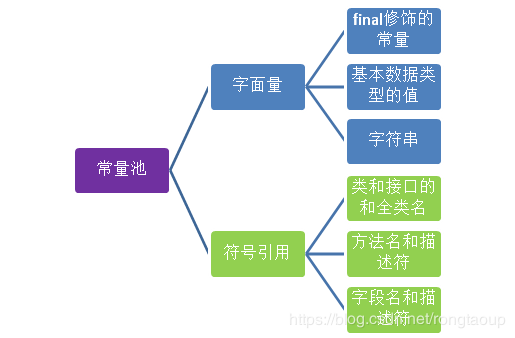 final修饰的
常量
字面量
基本数据类
型的值
字符串
常量池
类和接口的
和全类名
符号引用
方法名和描
述符
字段名和描
述符
https://blog.csdn.net/rongtaoup